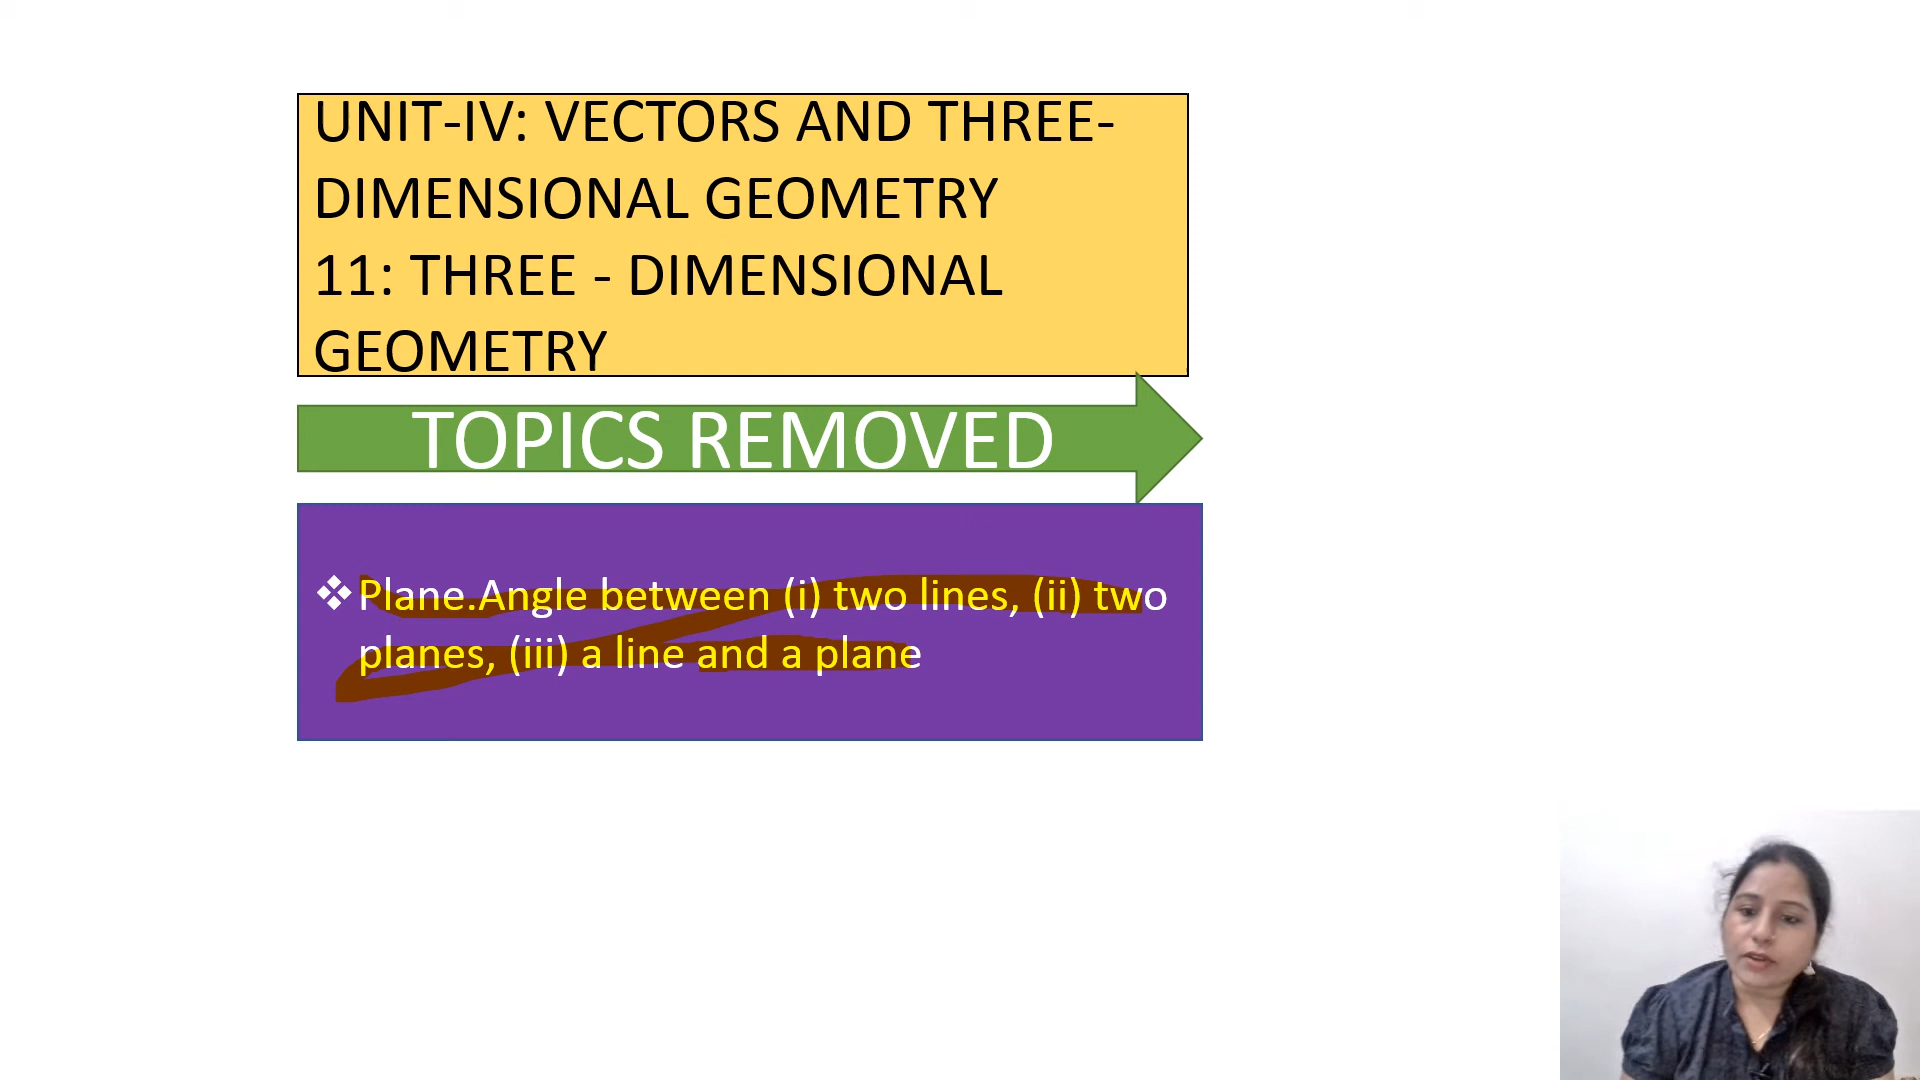 UNIT-IV: VECTORS AND THREE-
DIMENSIONAL GEOMETRY
11: THREE - DIMENSIONAL
GEOMETRY
TOPICS REMOVED
❖Plane.Angle between (i) two lines, (ii) two
planes, (iii) a line and a plane